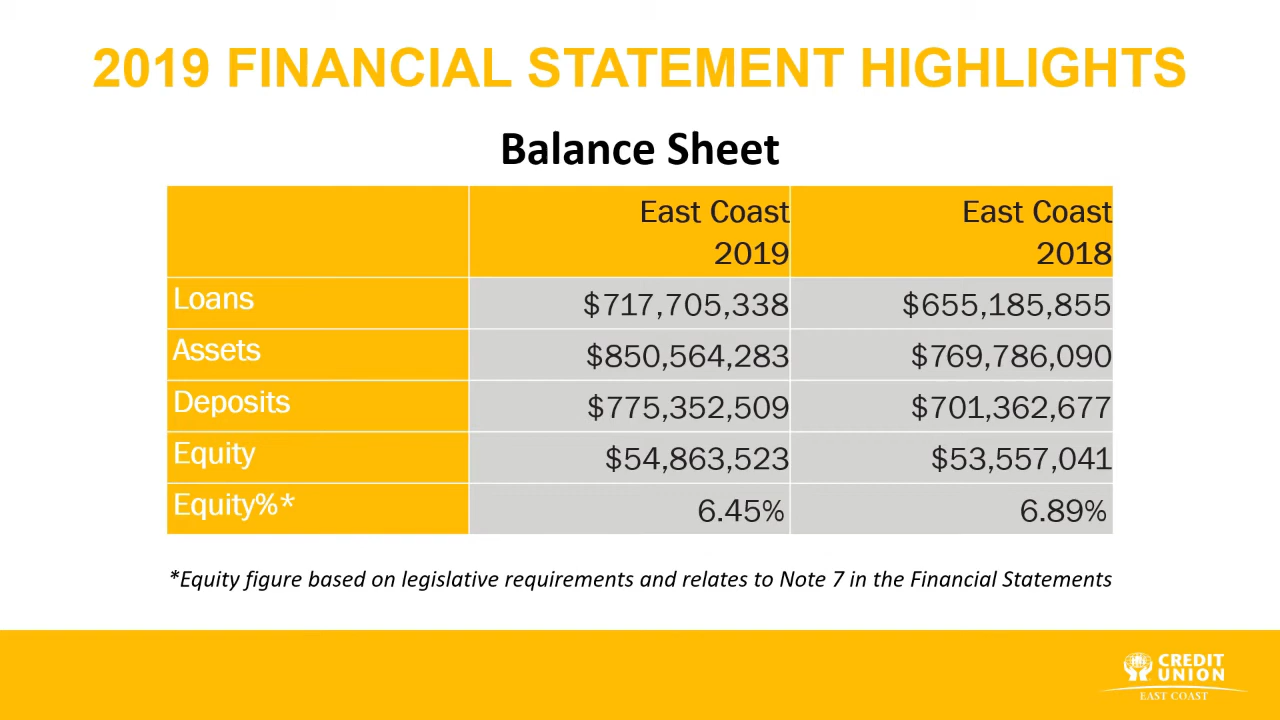 2019 FINANCIAL STATEMENT HIGHLIGHTS
Balance Sheet
East Coast 2019 East Coast 2018
Loans $717,705,338 $655,185,855
Assets $850,564,283 $769,786,090
Deposits $775,352,509 $701,362,677
Equity $54,863,523 $53,557,041
Equity%* 6.45% 6.89%
*Equity figure based on legislative requirements and relates to Note 7 in the Financial Statements
CREDIT
UNION
EAST COAST